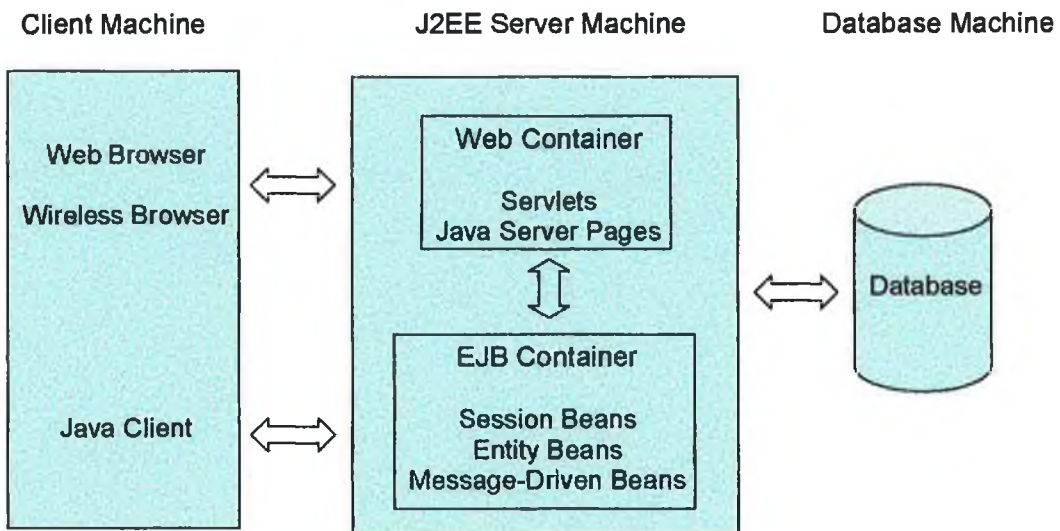 Client Machine
J2EE Server Machine
Database Machine
Web Browser
Wireless Browser
Java Client
Web Container
Servlets
Java Server Pages
EJB Container
Session Beans
Entity Beans
Message-Driven Beans
Database